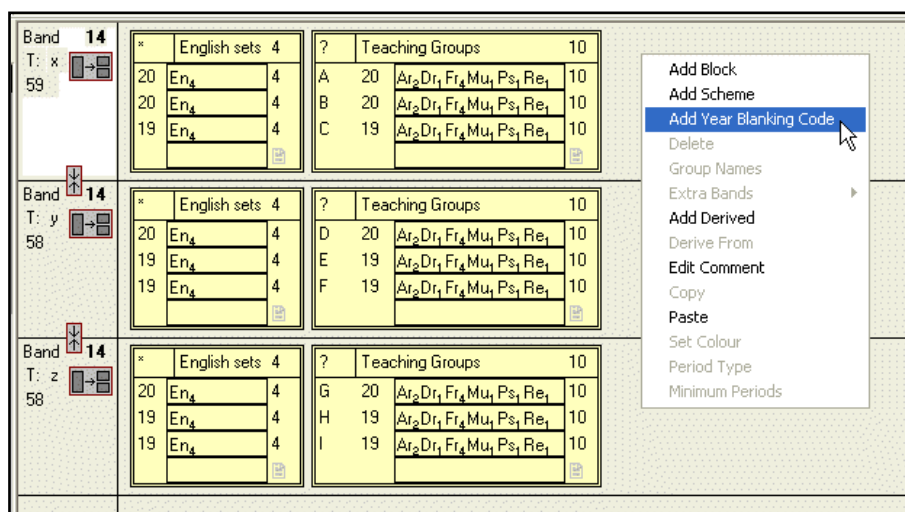 Band 14
T: x
59
* English sets 4
20 En4 4
20 En4 4
19 En4 4
? Teaching Groups 10
A 20 Ar2Dr1Fr4Mu1Ps1Re1 10
B 20 Ar2Dr1Fr4Mu1Ps1Re1 10
C 19 Ar2Dr1Fr4Mu1Ps1Re1 10
Band 14
T: y
58
* English sets 4
20 En4 4
19 En4 4
19 En4 4
? Teaching Groups 10
D 20 Ar2Dr1Fr4Mu1Ps1Re1 10
E 19 Ar2Dr1Fr4Mu1Ps1Re1 10
F 19 Ar2Dr1Fr4Mu1Ps1Re1 10
Band 14
T: z
58
* English sets 4
20 En4 4
19 En4 4
19 En4 4
? Teaching Groups 10
G 20 Ar2Dr1Fr4Mu1Ps1Re1 10
H 19 Ar2Dr1Fr4Mu1Ps1Re1 10
I 19 Ar2Dr1Fr4Mu1Ps1Re1 10
Add Block
Add Scheme
Add Year Blanking Code
Delete
Group Names
Extra Bands
Add Derived
Derive From
Edit Comment
Copy
Paste
Set Colour
Period Type
Minimum Periods